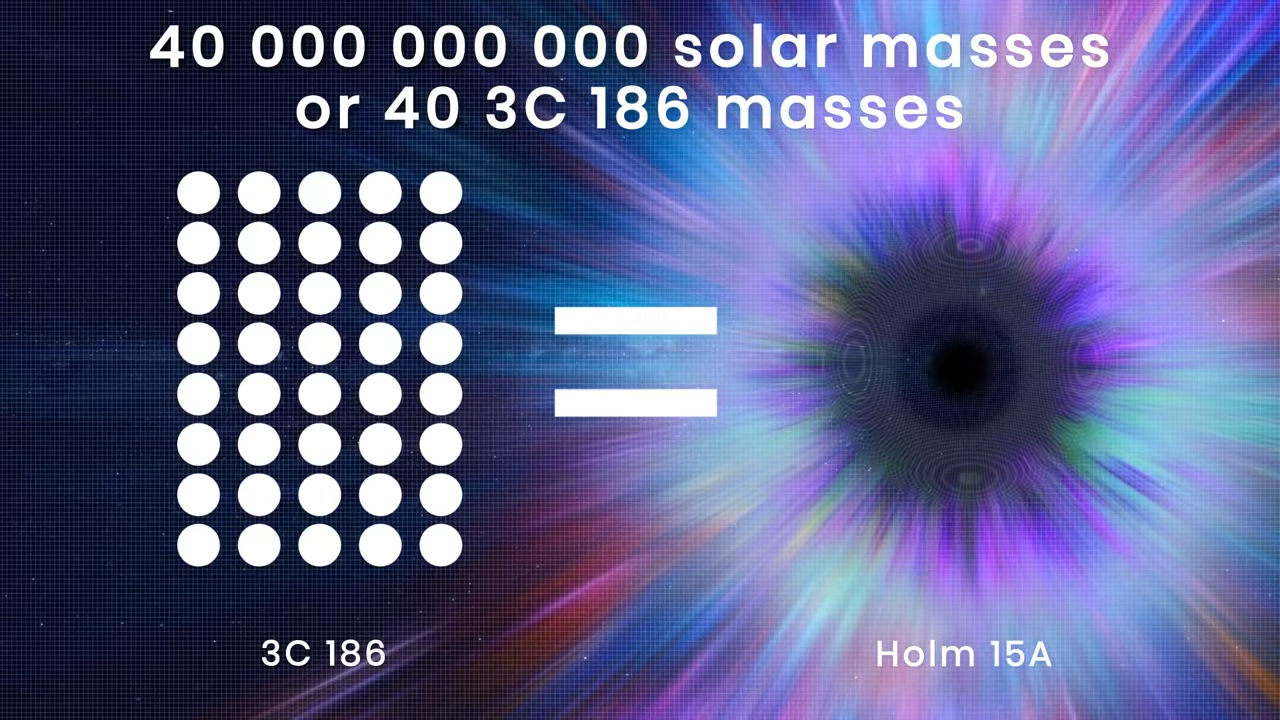 40 000 000 000 solar masses
or 40 3C 186 masses
3C 186
Holm 15A